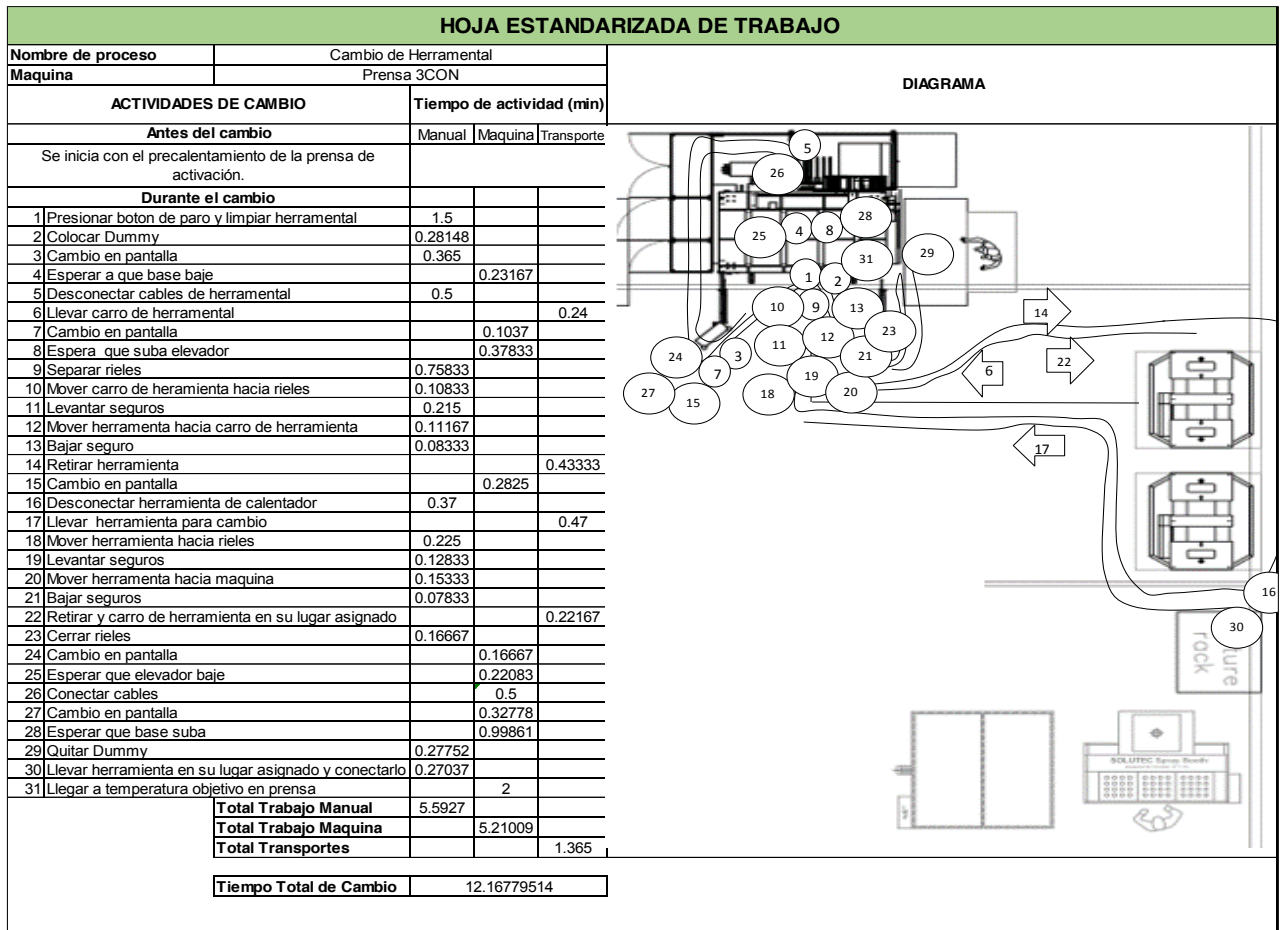 HOJA ESTANDARIZADA DE TRABAJO
Nombre de proceso Cambio de Herramental
Maquina Prensa 3CON
DIAGRAMA
ACTIVIDADES DE CAMBIO Tiempo de actividad (min)
Antes del cambio Manual Maquina Transporte
Se inicia con el precalentamiento de la prensa de
activación.
Durante el cambio
1 Presionar boton de paro y limpiar herramental 1.5
2 Colocar Dummy 0.28148
3 Cambio en pantalla 0.365
4 Esperar a que base baje 0.23167
5 Desconectar cables de herramental 0.5
6 Llevar carro de herramental 0.24
7 Cambio en pantalla 0.1037
8 Espera que suba elevador 0.37833
9 Separar rieles 0.75833
10 Mover carro de heramienta hacia rieles 0.10833
11 Levantar seguros 0.215
12 Mover herramenta hacia carro de herramienta 0.11167
13 Bajar seguro 0.08333
14 Retirar herramienta 0.43333
15 Cambio en pantalla 0.2825
16 Desconectar herramienta de calentador 0.37
17 Llevar herramienta para cambio 0.47
18 Mover herramienta hacia rieles 0.225
19 Levantar seguros 0.12833
20 Mover herramenta hacia maquina 0.15333
21 Bajar seguros 0.07833
22 Retirar y carro de herramienta en su lugar asignado 0.22167
23 Cerrar rieles 0.16667
24 Cambio en pantalla 0.16667
25 Esperar que elevador baje 0.22083
26 Conectar cables 0.5
27 Cambio en pantalla 0.32778
28 Esperar que base suba 0.99861
29 Quitar Dummy 0.27752
30 Llevar herramienta en su lugar asignado y conectarlo 0.27037
31 Llegar a temperatura objetivo en prensa 2
Total Trabajo Manual 5.5927
Total Trabajo Maquina 5.21009
Total Transportes 1.365
Tiempo Total de Cambio 12.16779514
5
26
28
25 4 8
31 29
1 2
10 9 13
14
11 12 23
24 3 21
22
7 19 6
27 15 18 20
17
16
30
ture
rock
SOLUTEC Spray Booth